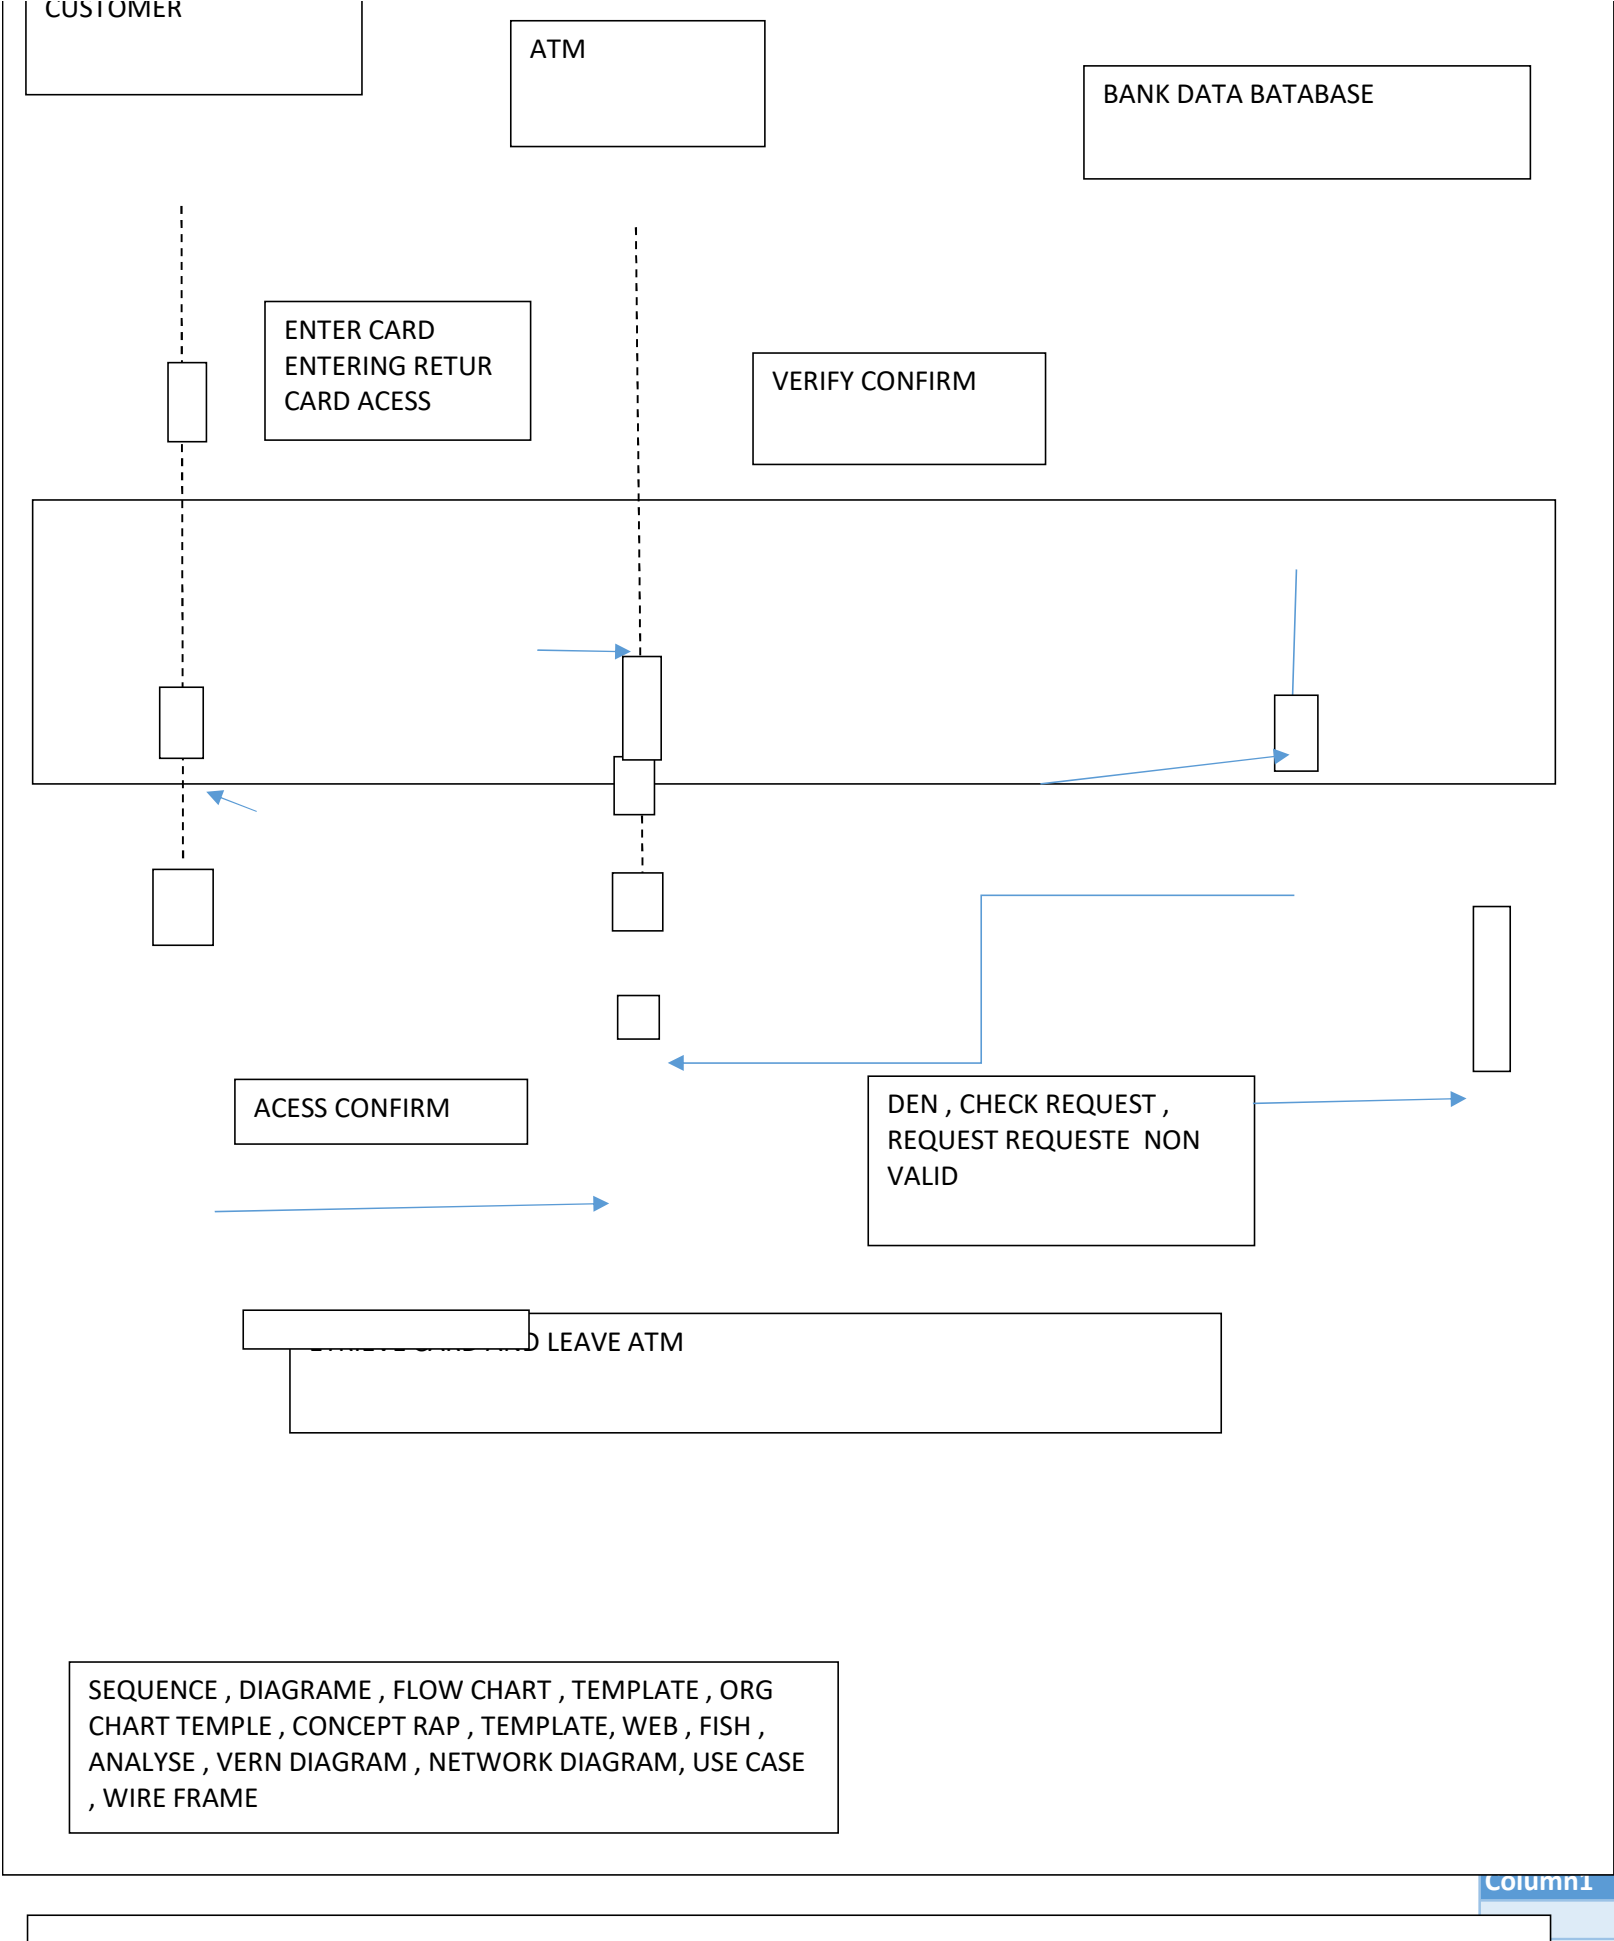 CUSTOMER
ATM
BANK DATA BATABASE
ENTER CARD
ENTERING RETUR
CARD ACESS
VERIFY CONFIRM
ACESS CONFIRM
DEN , CHECK REQUEST ,
REQUEST REQUESTE  NON
VALID
LEAVE ATM
SEQUENCE , DIAGRAME , FLOW CHART , TEMPLATE , ORG
CHART TEMPLE , CONCEPT RAP , TEMPLATE, WEB , FISH ,
ANALYSE , VERN DIAGRAM , NETWORK DIAGRAM, USE CASE
, WIRE FRAME
Column1